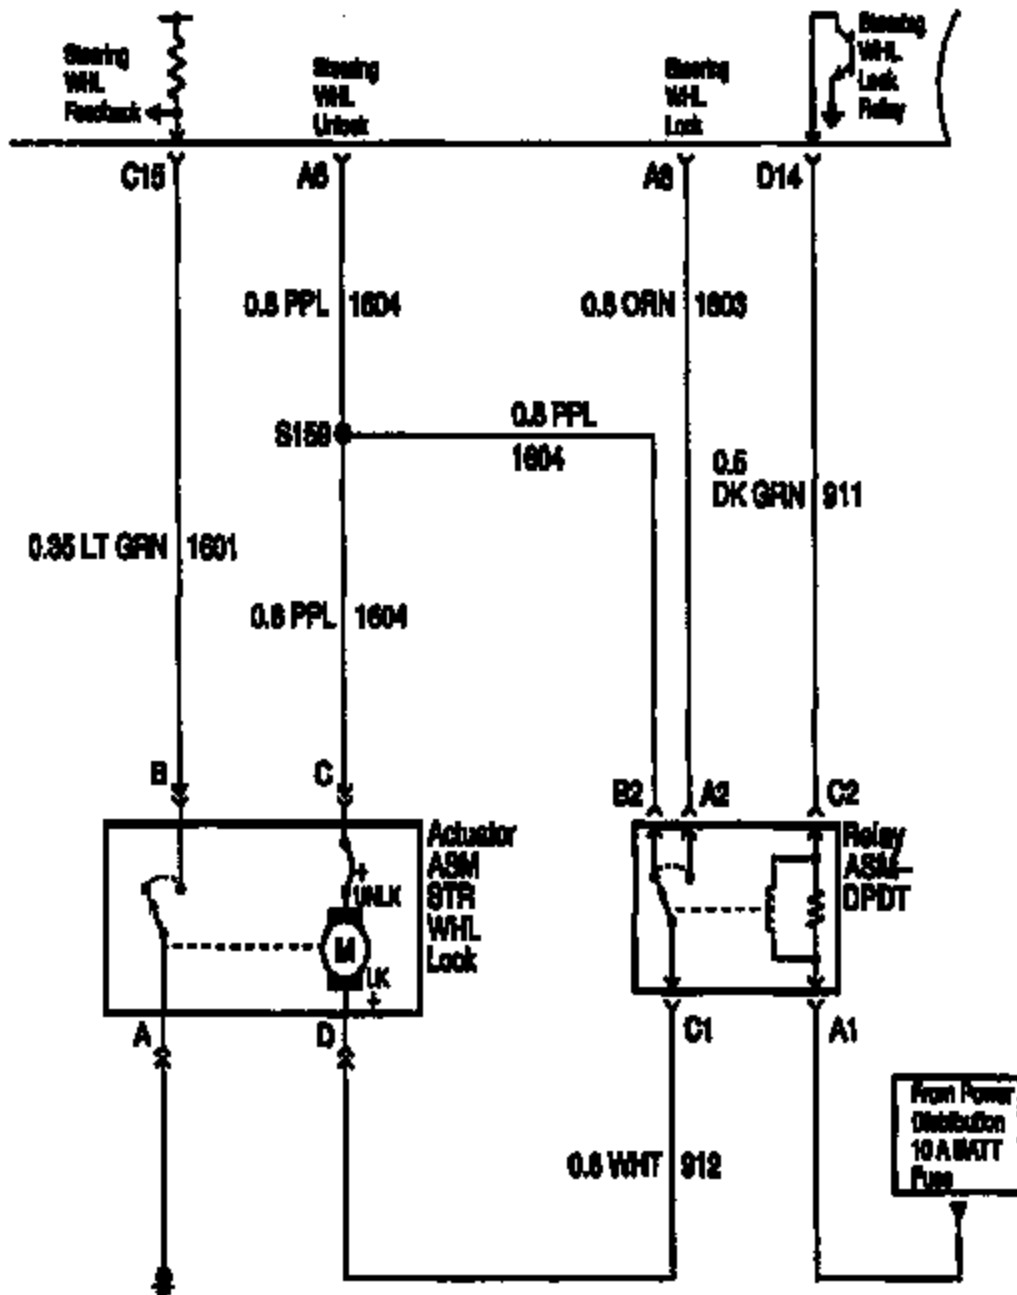 Steering
WHL
Feedback
Steering
WHL
Unlock
Steering
WHL
Lock
Steering
WHL
Lock
Relay
C15
A6
A8
D14
0.8 PPL 1604
0.8 ORN 1603
S159
0.8 PPL
1604
0.5
DK GRN 911
0.35 LT GRN 1601
0.8 PPL 1604
B
C
B2
A2
C2
Actuator
ASM
STR
WHL
Lock
+
UNLK
M
LK
+
Relay
ASM-
DPDT
A
D
C1
A1
0.8 WHT 912
From Power
Distribution
10 A BATT
Fuse